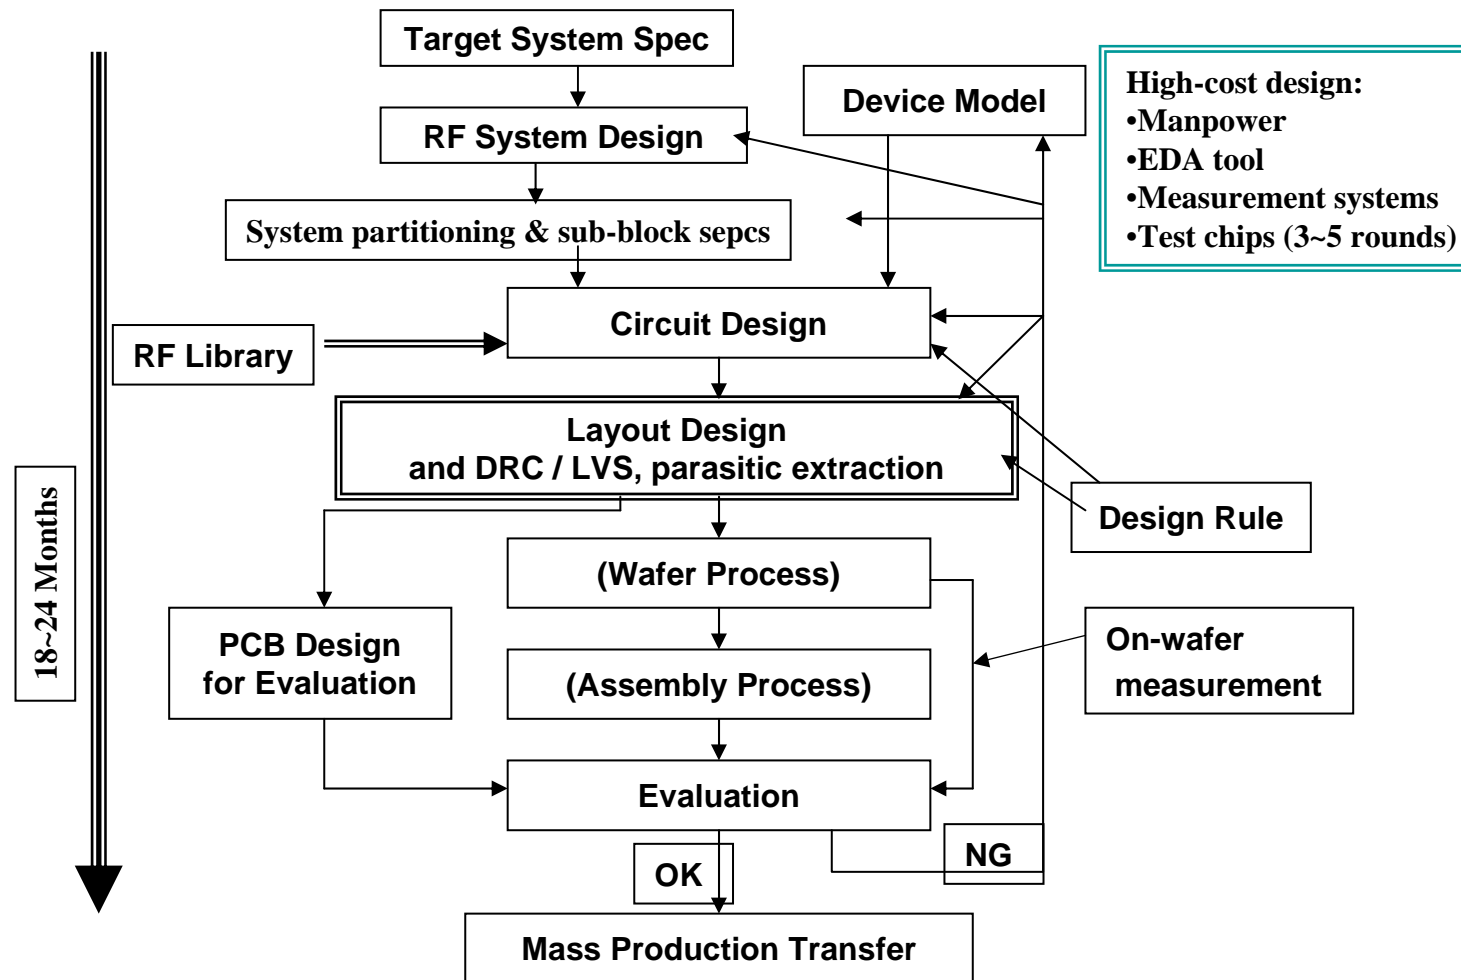 Target System Spec
Device Model
High-cost design:
•Manpower
•EDA tool
•Measurement systems
•Test chips (3~5 rounds)
RF System Design
System partitioning & sub-block sepcs
Circuit Design
RF Library
Layout Design
and DRC / LVS, parasitic extraction
18~24 Months
Design Rule
(Wafer Process)
PCB Design
for Evaluation
On-wafer
measurement
(Assembly Process)
Evaluation
NG
OK
Mass Production Transfer